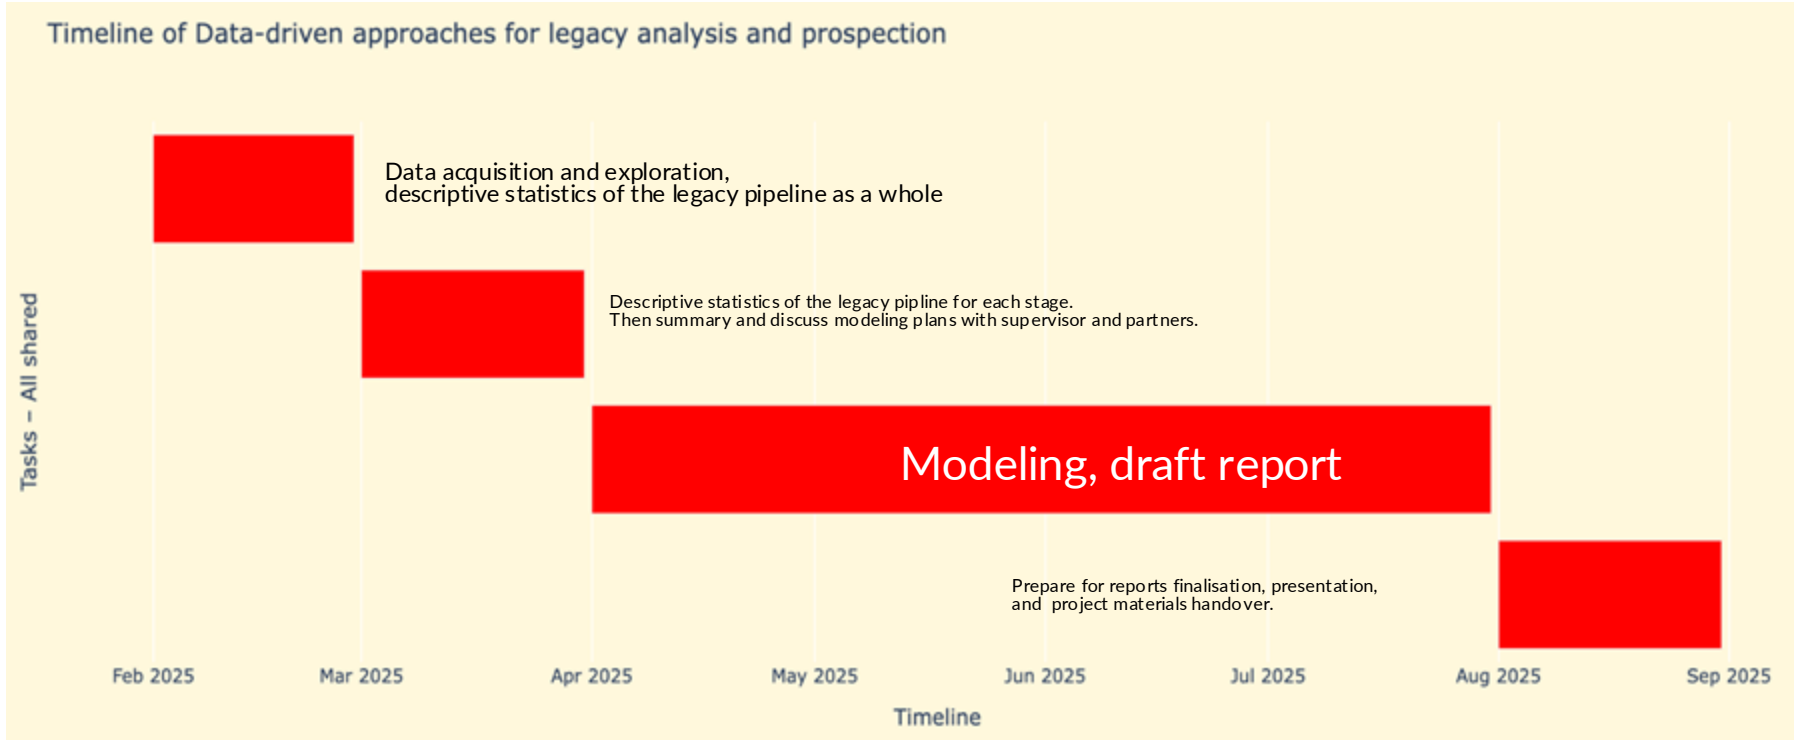 Timeline of Data-driven approaches for legacy analysis and prospection
Data acquisition and exploration,
descriptive statistics of the legacy pipeline as a whole
Descriptive statistics of the legacy pipline for each stage.
Then summary and discuss modeling plans with supervisor and partners.
Tasks – All shared
Modeling, draft report
Prepare for reports finalisation, presentation,
and  project materials handover.
Feb 2025 Mar 2025 Apr 2025 May 2025 Jun 2025 Jul 2025 Aug 2025 Sep 2025
Timeline